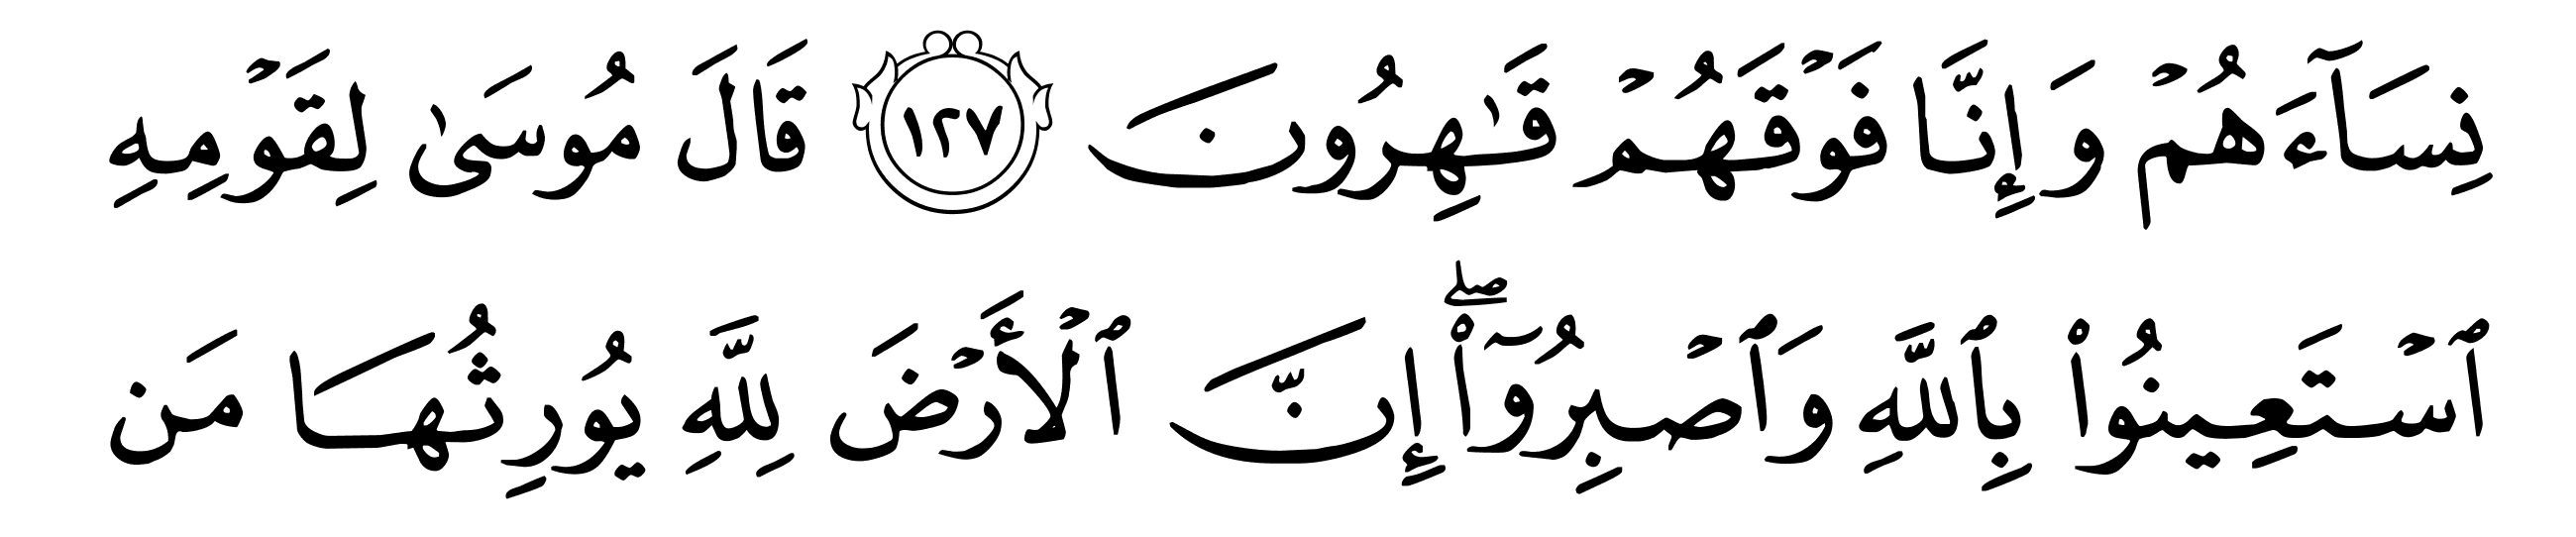 نِسَآءَهُمۡ وَإِنَّا فَوۡقَهُمۡ قَٰهِرُونَ ١٢٧ قَالَ مُوسَىٰ لِقَوۡمِهِ
ٱسۡتَعِينُواْ بِٱللَّهِ وَٱصۡبِرُوٓاْۖ إِنَّ ٱلۡأَرۡضَ لِلَّهِ يُورِثُهَا مَن